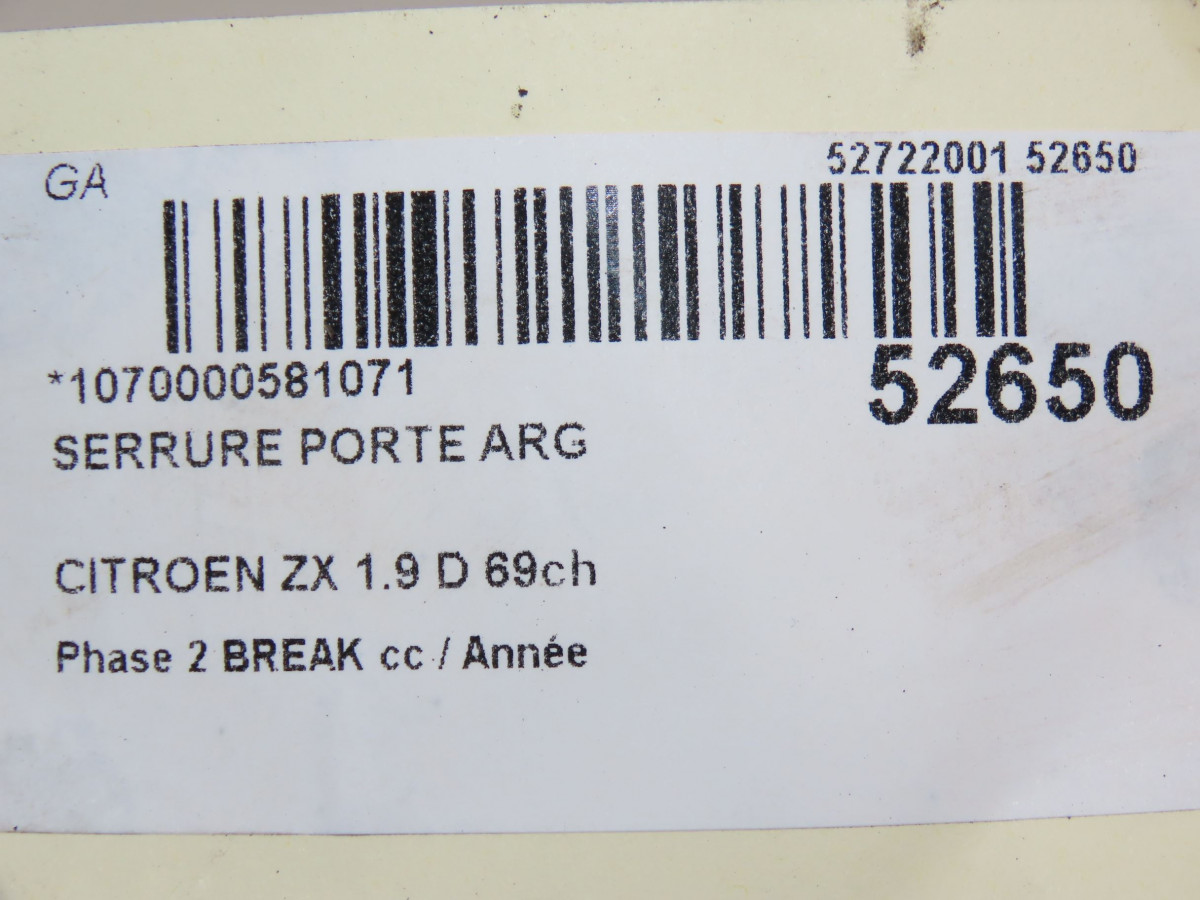 GA
52722001 52650
*1070000581071
52650
SERRURE PORTE ARG
CITROEN ZX 1.9 D 69ch
Phase 2 BREAK cc / Année